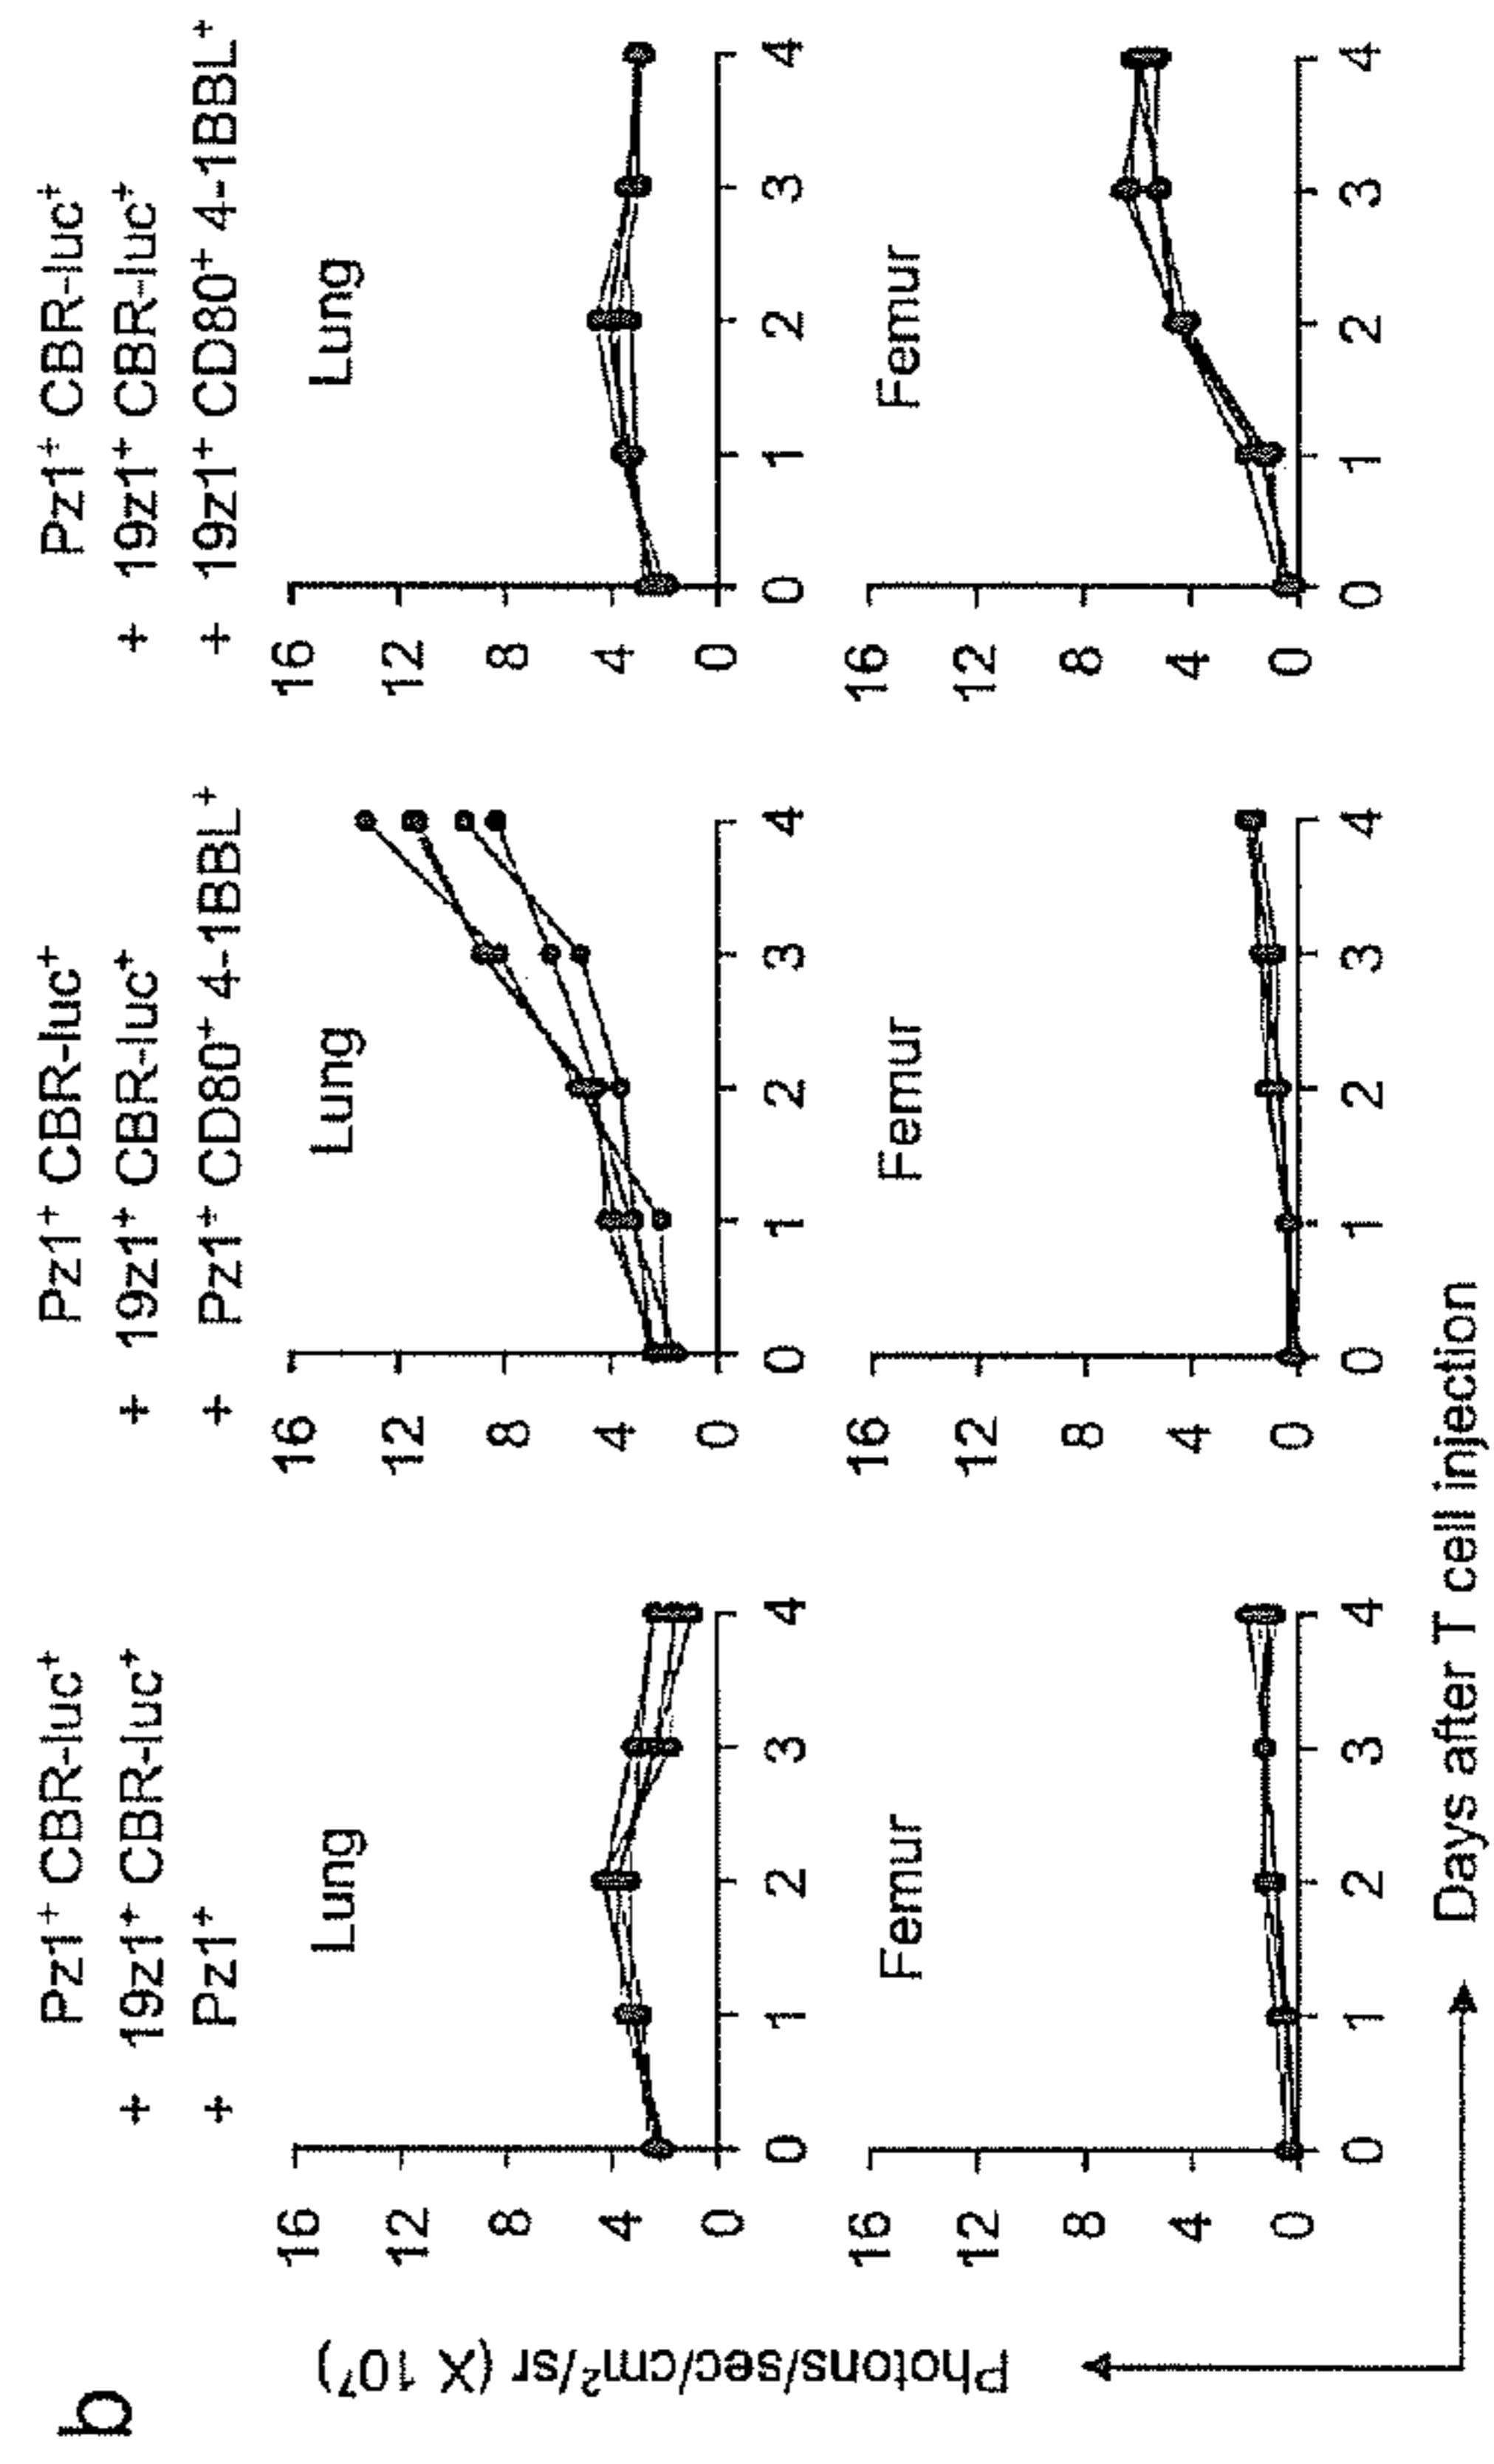 b
Pz1⁺ CBR-luc⁺
+ 19z1⁺ CBR-luc⁺
+ Pz1⁺
Pz1⁺ CBR-luc⁺
+ 19z1⁺ CBR-luc⁺
+ Pz1⁺ CD80⁺ 4-1BBL⁺
Pz1⁺ CBR-luc⁺
+ 19z1⁺ CBR-luc⁺
+ 19z1⁺ CD80⁺ 4-1BBL⁺
Photons/sec/cm²/sr (X 10⁷)
Lung
16
12
8
4
0
0 1 2 3 4
Lung
16
12
8
4
0
0 1 2 3 4
Lung
16
12
8
4
0
0 1 2 3 4
Femur
16
12
8
4
0
0 1 2 3 4
Femur
16
12
8
4
0
0 1 2 3 4
Femur
16
12
8
4
0
0 1 2 3 4
Days after T cell injection